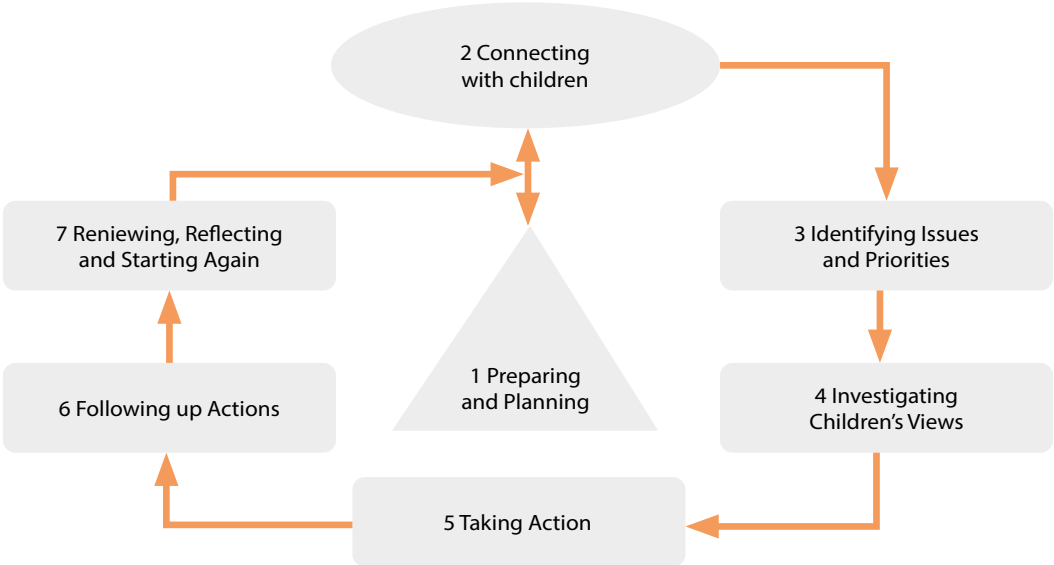 2 Connecting
with children
7 Reniewing, Reflecting
and Starting Again
3 Identifying Issues
and Priorities
1 Preparing
and Planning
6 Following up Actions
4 Investigating
Children’s Views
5 Taking Action